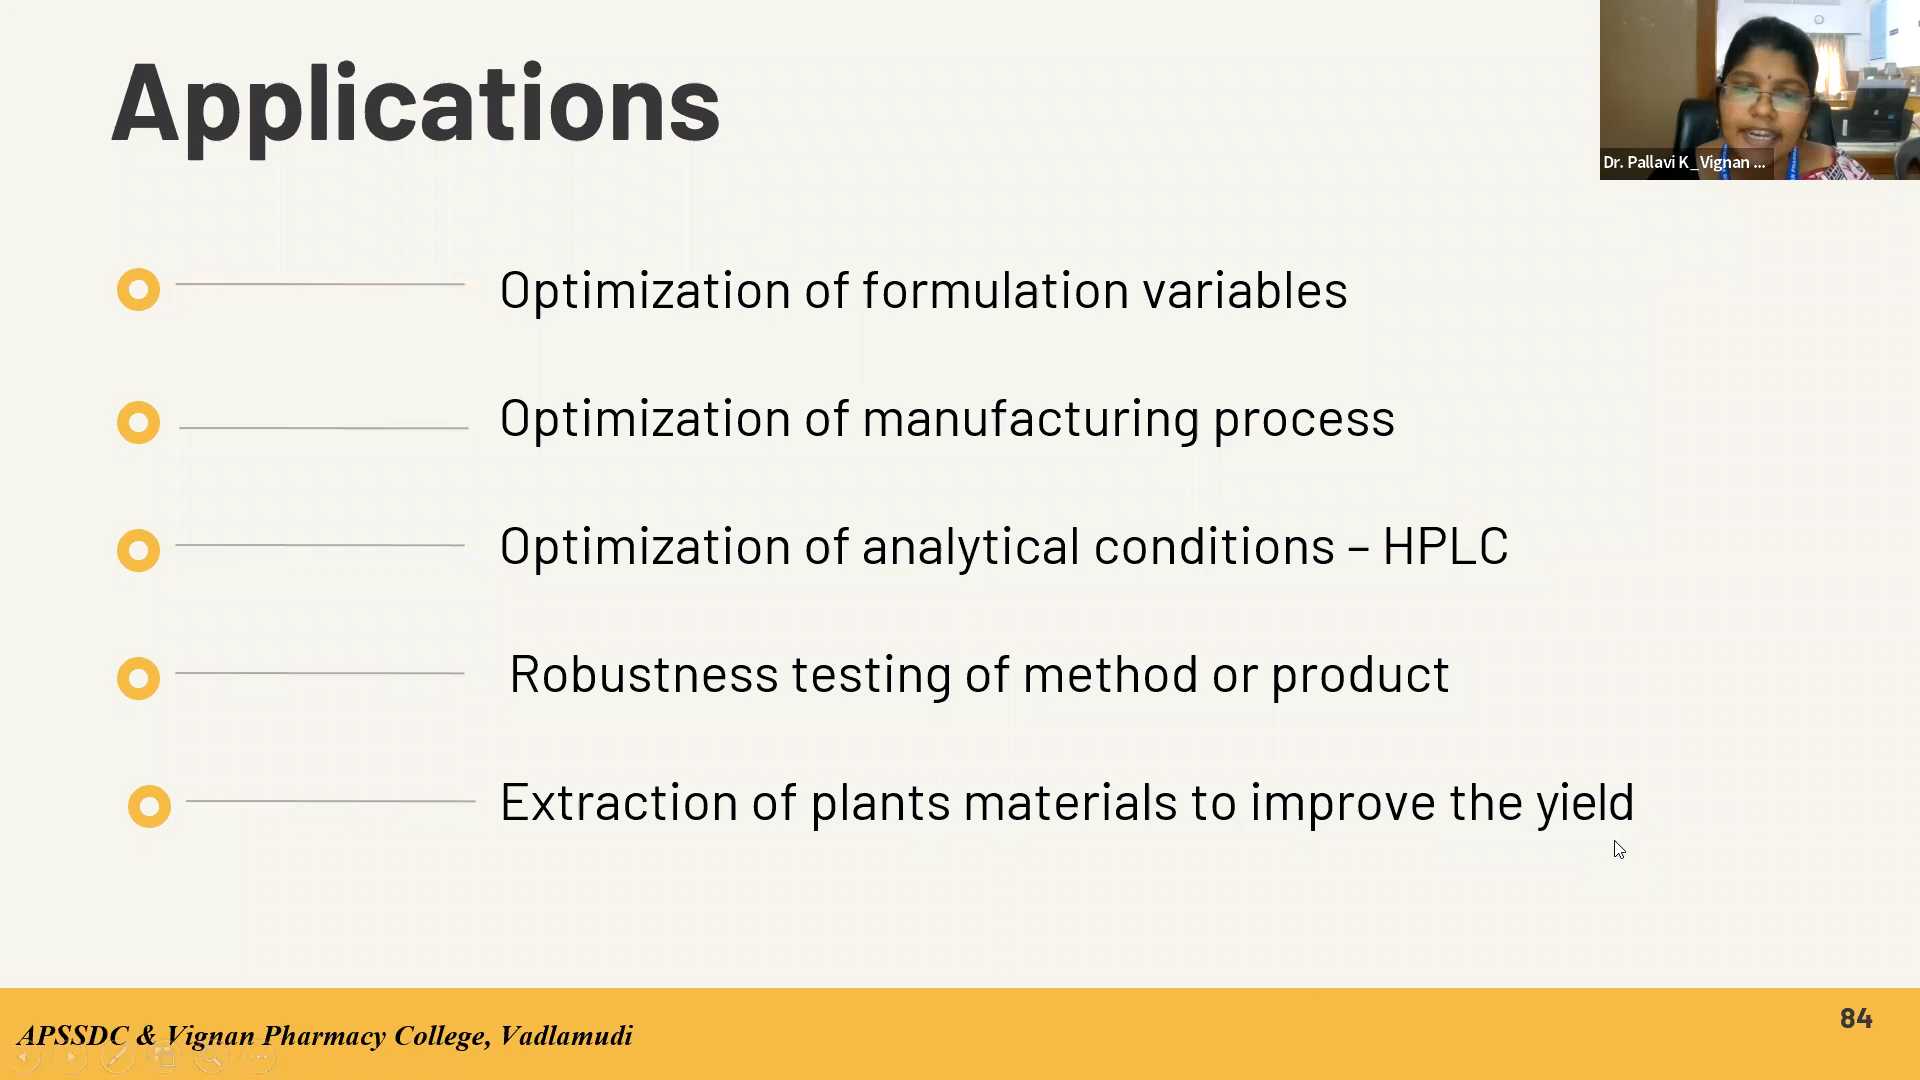 Applications
Dr. Pallavi K_Vignan ...
Optimization of formulation variables
Optimization of manufacturing process
Optimization of analytical conditions – HPLC
Robustness testing of method or product
Extraction of plants materials to improve the yield
84
APSSDC & Vignan Pharmacy College, Vadlamudi